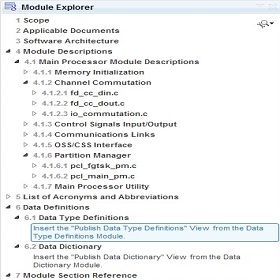 Module Explorer
1 Scope
2 Applicable Documents
3 Software Architecture
4 Module Descriptions
4.1 Main Processor Module Descriptions
4.1.1 Memory Initialization
4.1.2 Channel Commutation
4.1.2.1 fd_cc_din.c
4.1.2.2 fd_cc_dout.c
4.1.2.3 io_commutation.c
4.1.3 Control Signals Input/Output
4.1.4 Communications Links
4.1.5 OSS/CSS Interface
4.1.6 Partition Manager
4.1.6.1 pcl_fgtsk_pm.c
4.1.6.2 pcl_main_pm.c
4.1.7 Main Processor Utility
5 List of Acronyms and Abbreviations
6 Data Definitions
6.1 Data Type Definitions
Insert the "Publish Data Type Definitions" View from the Data
Type Definitions Module.
6.2 Data Dictionary
Insert the "Publish Data Dictionary" View from the Data
Dictionary Module.
7 Module Section Reference